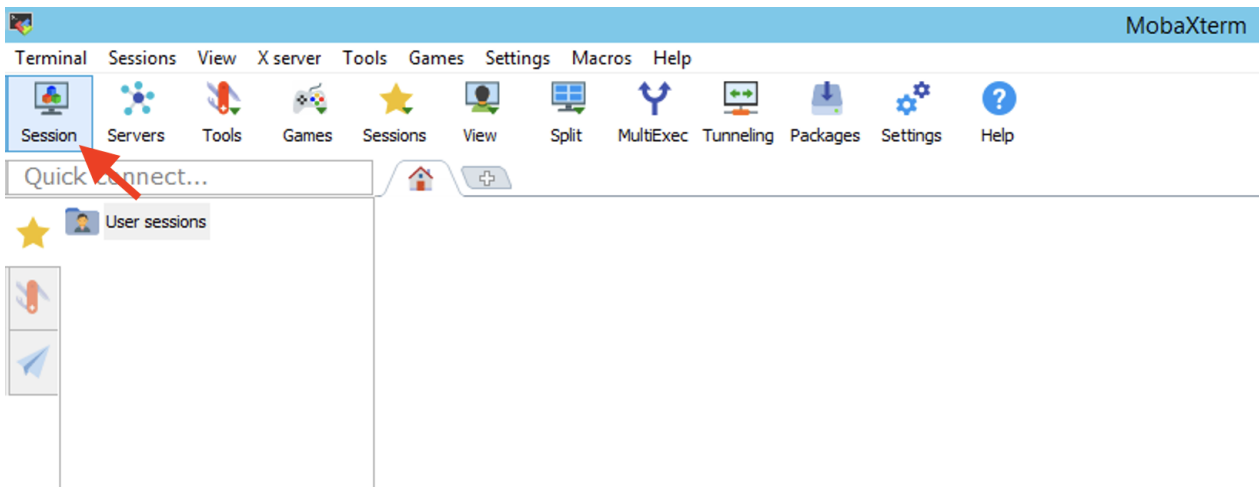 MobaXterm
Terminal Sessions View X server Tools Games Settings Macros Help
Session Servers Tools Games Sessions View Split MultiExec Tunneling Packages Settings Help
Quick connect...
User sessions